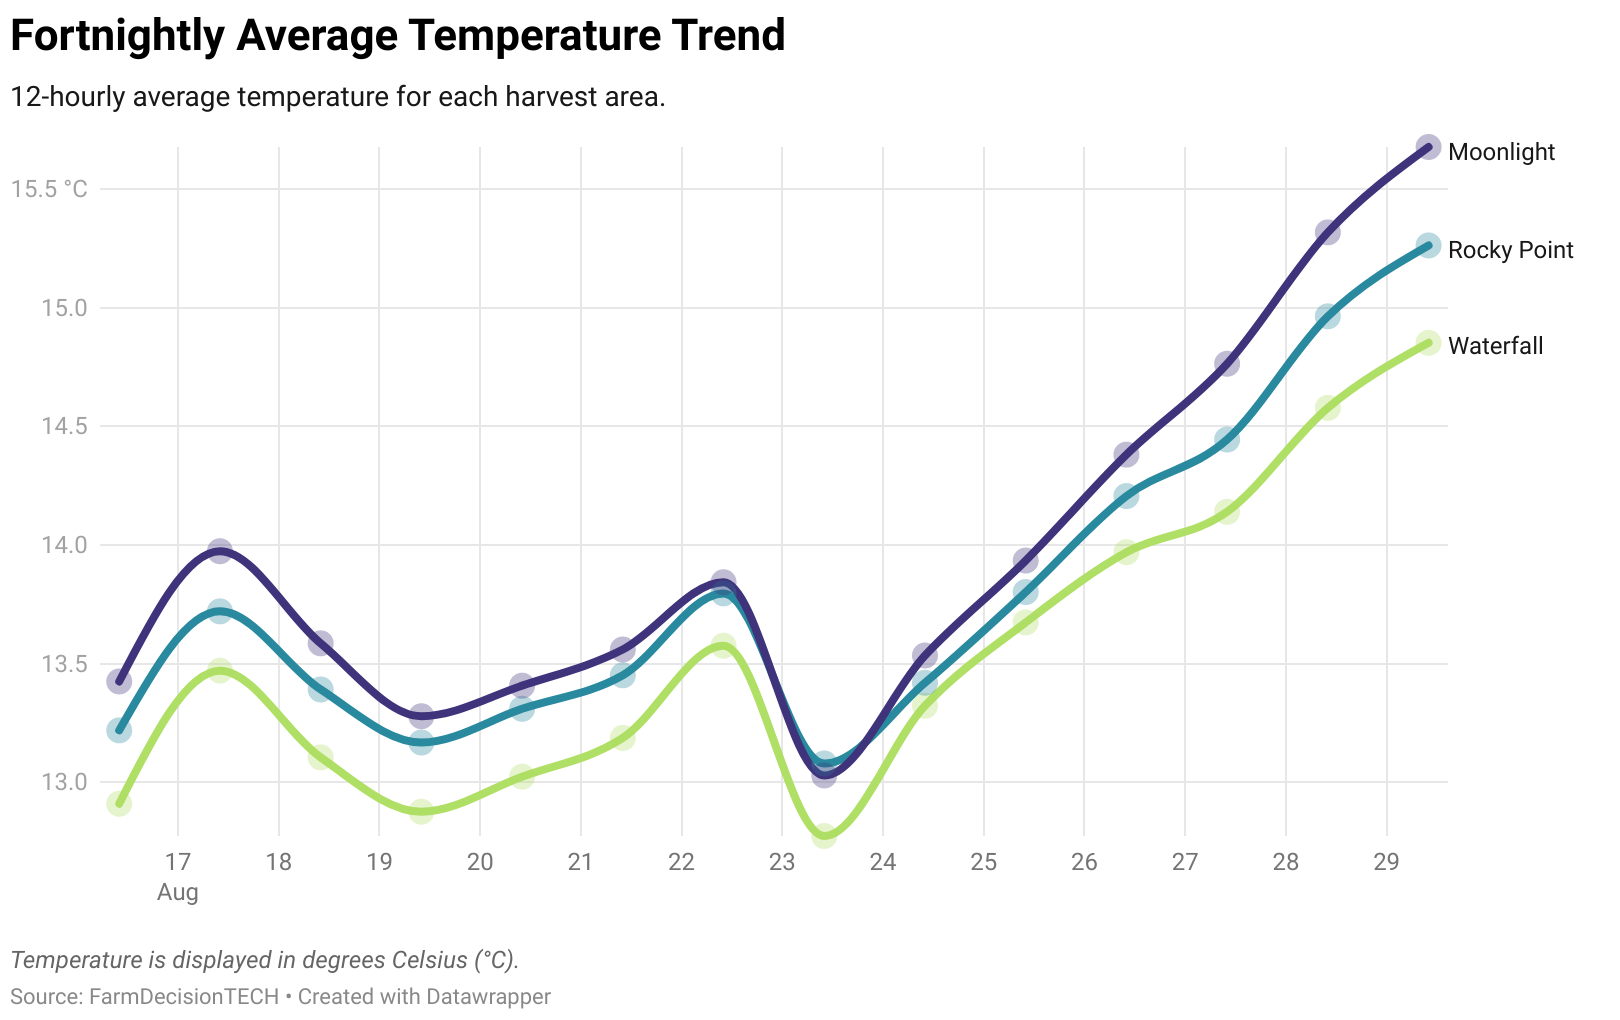 Fortnightly Average Temperature Trend
12-hourly average temperature for each harvest area.
Moonlight
15.5 °C
Rocky Point
15.0
Waterfall
14.5
14.0
13.5
13.0
17 18 19 20 21 22 23 24 25 26 27 28 29
Aug
Temperature is displayed in degrees Celsius (°C).
Source: FarmDecisionTECH • Created with Datawrapper